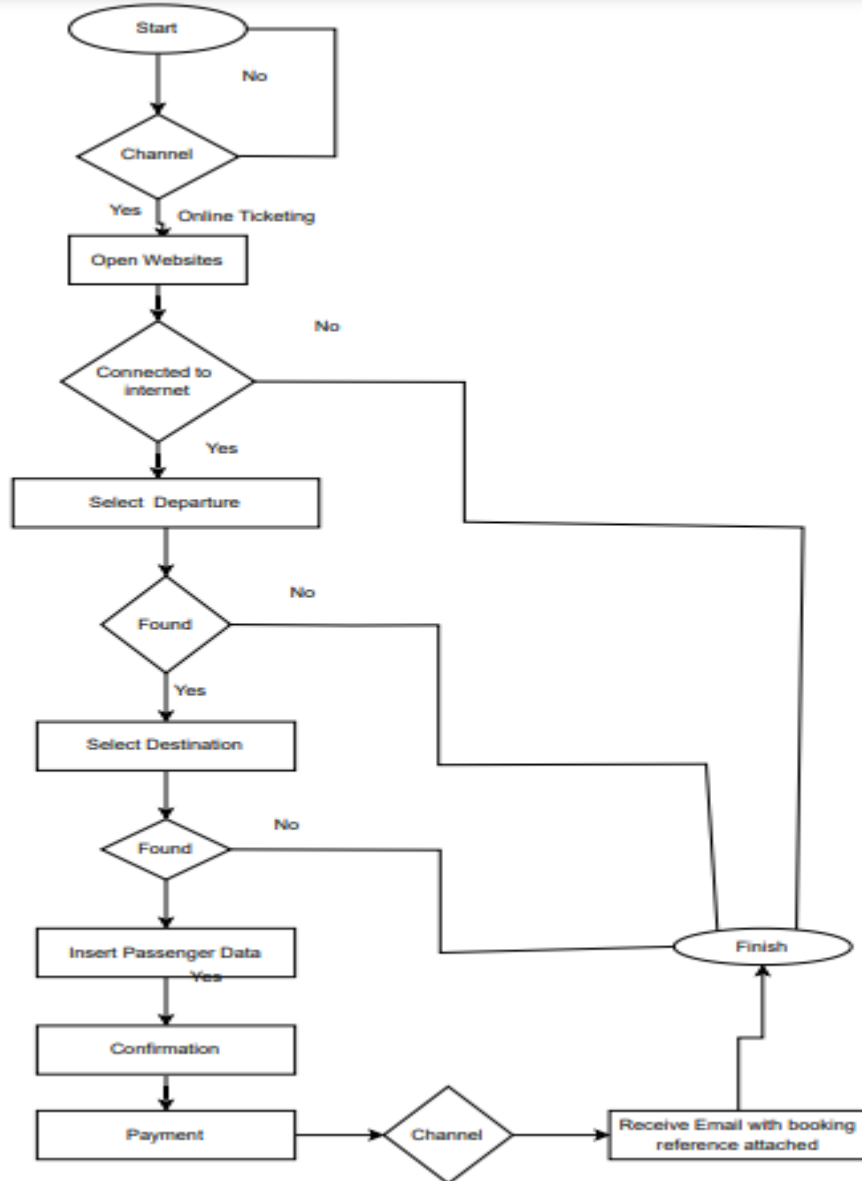 Start
No
Channel
Yes
Online Ticketing
Open Websites
No
Connected to
internet
Yes
Select Departure
No
Found
Yes
Select Destination
No
Found
Insert Passenger Data
Yes
Finish
Confirmation
Payment
Channel
Receive Email with booking
reference attached